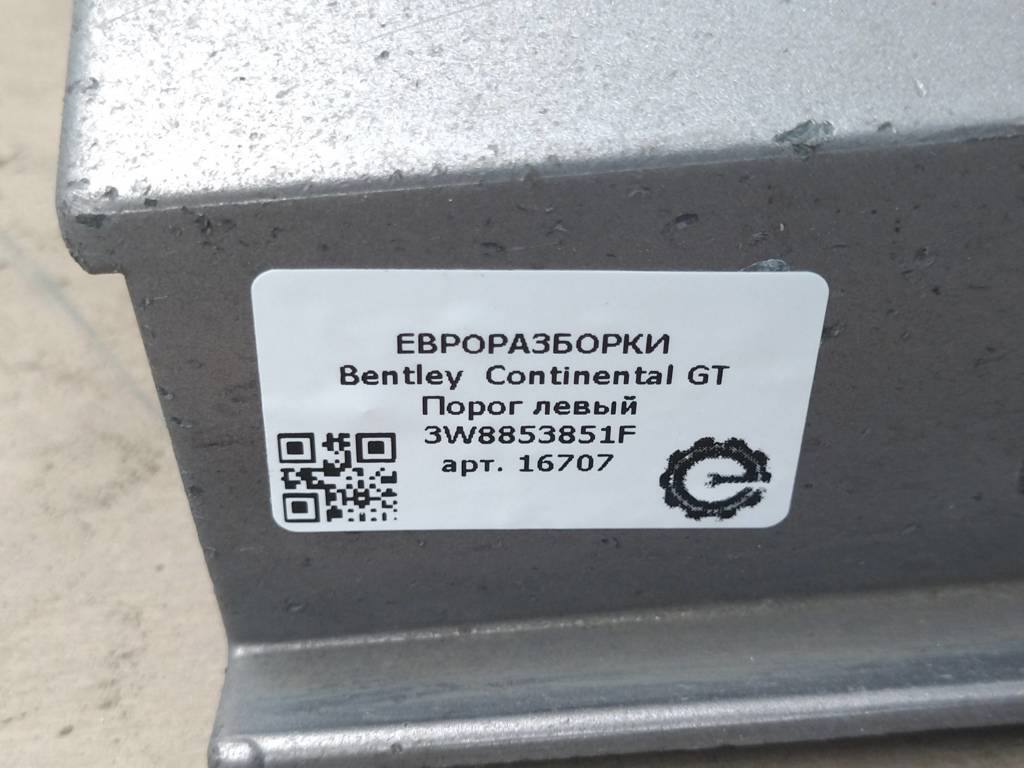 ЕВРОРАЗБОРКИ
Bentley Continental GT
Порог левый
3W8853851F
арт. 16707